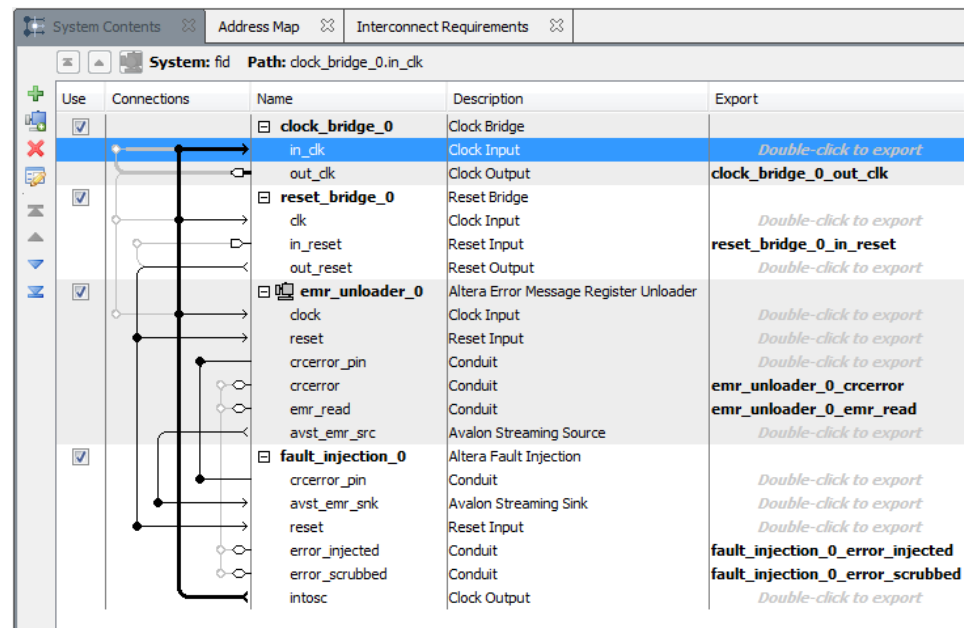 System Contents Address Map Interconnect Requirements
System: fid Path: clock_bridge_0.in_clk
Use Connections Name Description Export
clock_bridge_0 Clock Bridge
in_clk Clock Input Double-click to export
out_clk Clock Output clock_bridge_0_out_clk
reset_bridge_0 Reset Bridge
clk Clock Input Double-click to export
in_reset Reset Input reset_bridge_0_in_reset
out_reset Reset Output Double-click to export
emr_unloader_0 Altera Error Message Register Unloader
clock Clock Input Double-click to export
reset Reset Input Double-click to export
crcerror_pin Conduit Double-click to export
crcerror Conduit emr_unloader_0_crcerror
emr_read Conduit emr_unloader_0_emr_read
avst_emr_src Avalon Streaming Source Double-click to export
fault_injection_0 Altera Fault Injection
crcerror_pin Conduit Double-click to export
avst_emr_snk Avalon Streaming Sink Double-click to export
reset Reset Input Double-click to export
error_injected Conduit fault_injection_0_error_injected
error_scrubbed Conduit fault_injection_0_error_scrubbed
intosc Clock Output Double-click to export